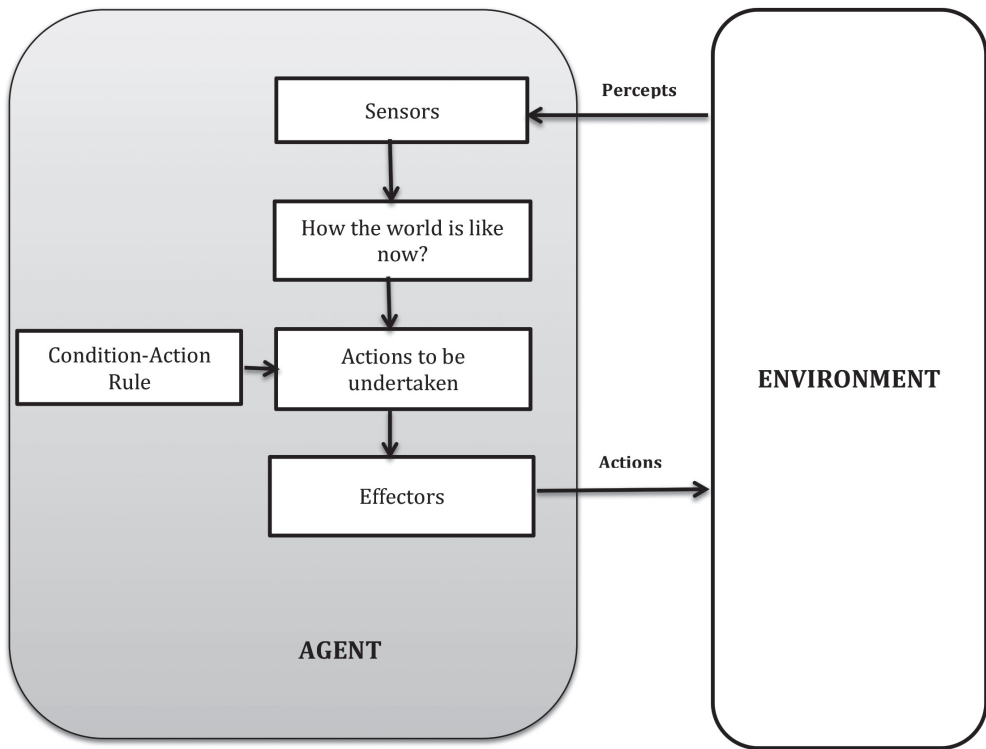 Percepts
Sensors
How the world is like
now?
Condition-Action
Rule
Actions to be
undertaken
ENVIRONMENT
Actions
Effectors
AGENT